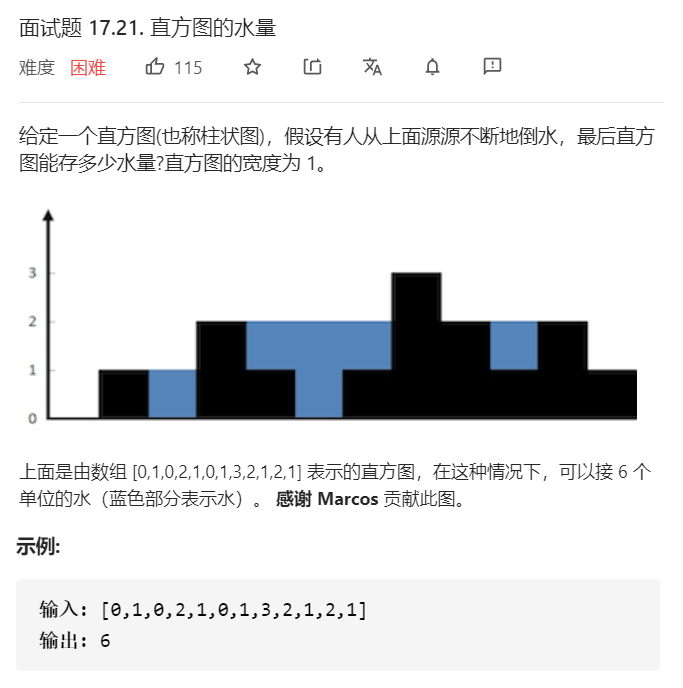 面试题 17.21. 直方图的水量
难度 困难 115
给定一个直方图(也称柱状图)，假设有人从上面源源不断地倒水，最后直方
图能存多少水量?直方图的宽度为 1。
3
2
1
0
上面是由数组 [0,1,0,2,1,0,1,3,2,1,2,1] 表示的直方图，在这种情况下，可以接 6 个
单位的水（蓝色部分表示水）。 感谢 Marcos 贡献此图。
示例:
输入: [0,1,0,2,1,0,1,3,2,1,2,1]
输出: 6